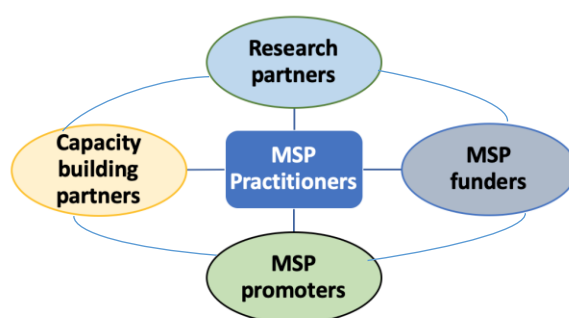 Research
partners
Capacity
building
partners
MSP
Practitioners
MSP
funders
MSP
promoters